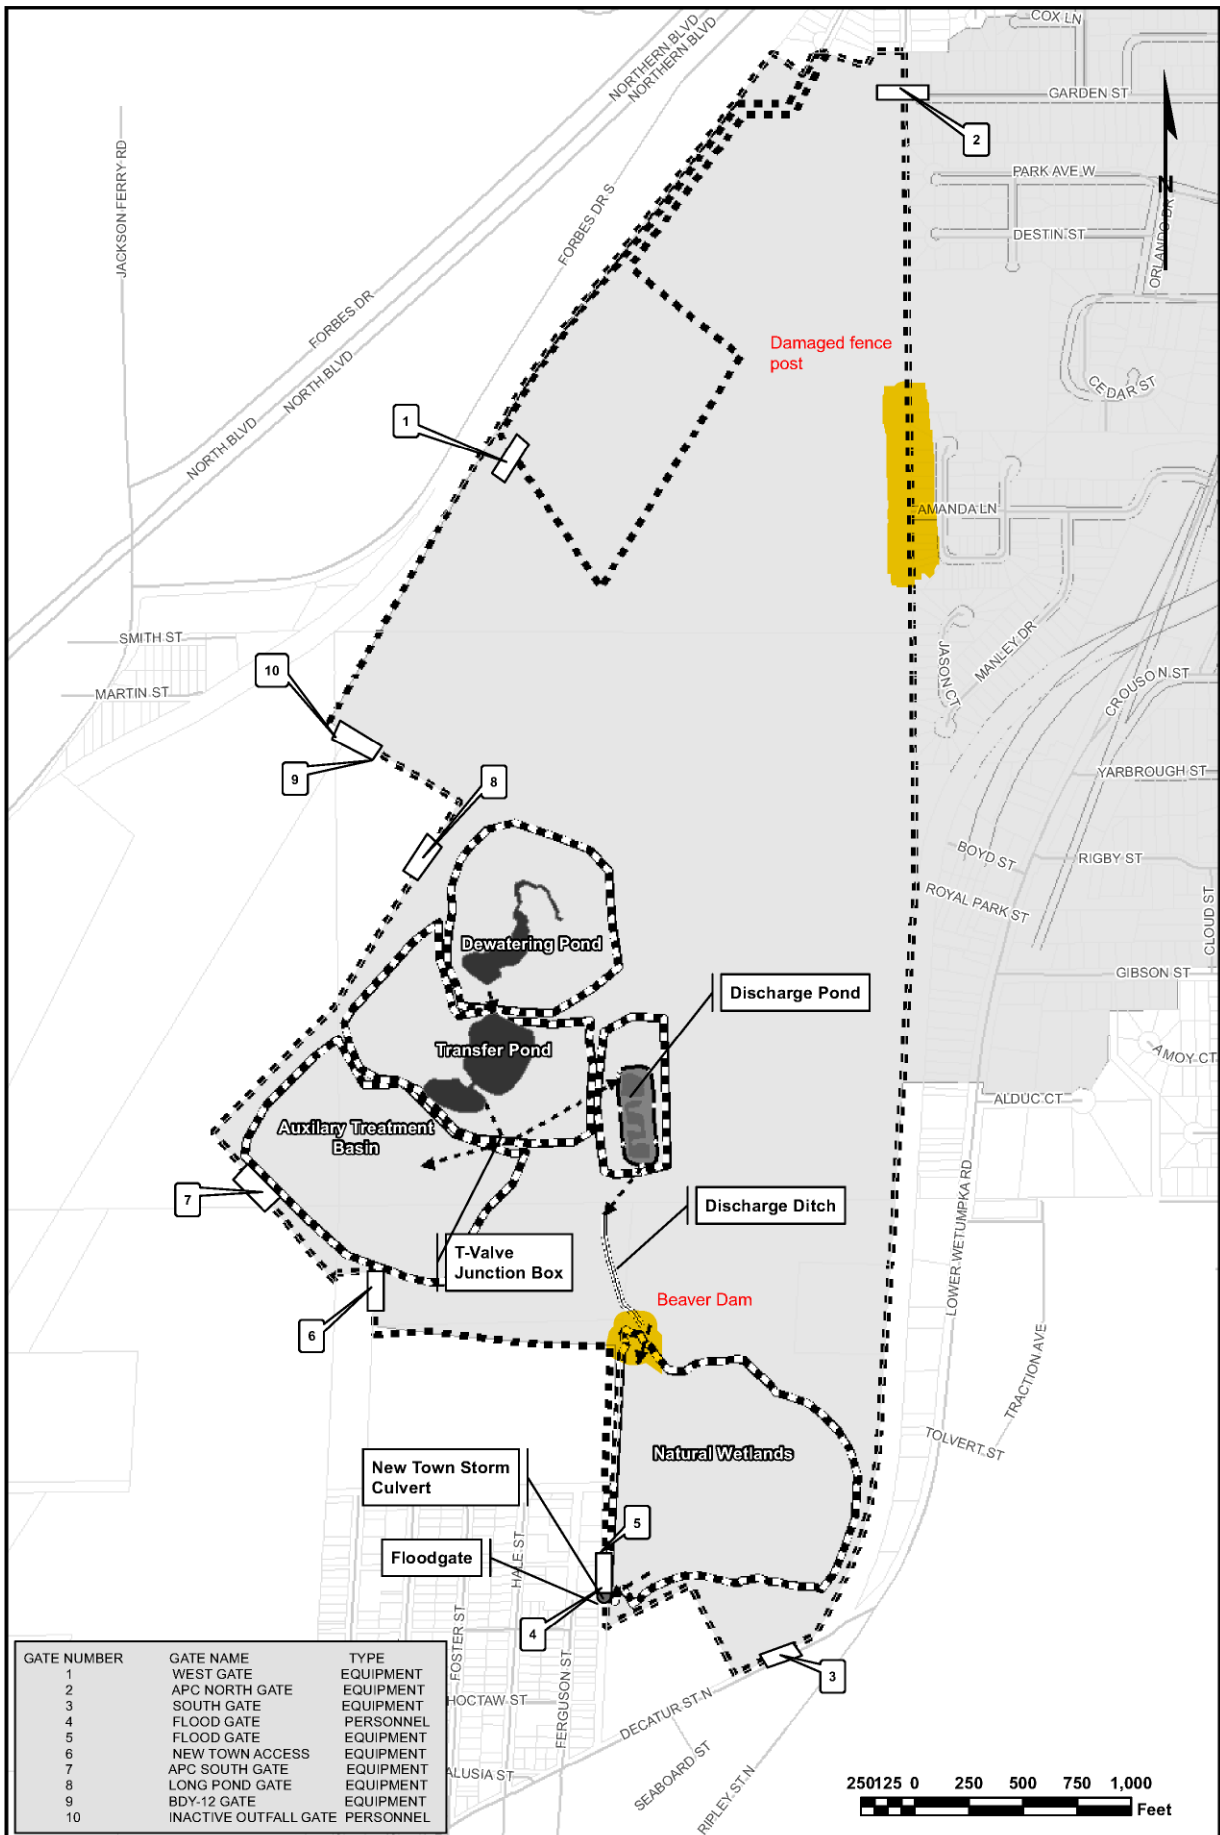 COX LN
NORTHERN BLVD
NORTHERN BLVD
GARDEN ST
2
JACKSON FERRY RD
PARK AVE W
N
FORBES DR S
DESTIN ST
ORLANDO DR
FORBES DR
NORTH BLVD
NORTH BLVD
Damaged fence
post
CEDAR ST
1
AMANDA LN
SMITH ST
MARTIN ST
JASON CT
MANLEY DR
CROUSON ST
10
9
8
YARBROUGH ST
BOYD ST
RIGBY ST
ROYAL PARK ST
CLOUD ST
Dewatering Pond
GIBSON ST
Discharge Pond
Transfer Pond
AMOY CT
ALDUC CT
Auxilary Treatment
Basin
7
Discharge Ditch
LOWER WETUMPKA RD
T-Valve
Junction Box
Beaver Dam
6
TRACTION AVE
TOLVERT ST
Natural Wetlands
New Town Storm
Culvert
5
Floodgate
HALE ST
4
FOSTER ST
FERGUSON ST
3
HOCTAW ST
DECATUR ST N
ALUSIA ST
SEABOARD ST
RIPLEY ST N
GATE NUMBER GATE NAME TYPE
1 WEST GATE EQUIPMENT
2 APC NORTH GATE EQUIPMENT
3 SOUTH GATE EQUIPMENT
4 FLOOD GATE PERSONNEL
5 FLOOD GATE EQUIPMENT
6 NEW TOWN ACCESS EQUIPMENT
7 APC SOUTH GATE EQUIPMENT
8 LONG POND GATE EQUIPMENT
9 BDY-12 GATE EQUIPMENT
10 INACTIVE OUTFALL GATE PERSONNEL
250125 0 250 500 750 1,000
Feet